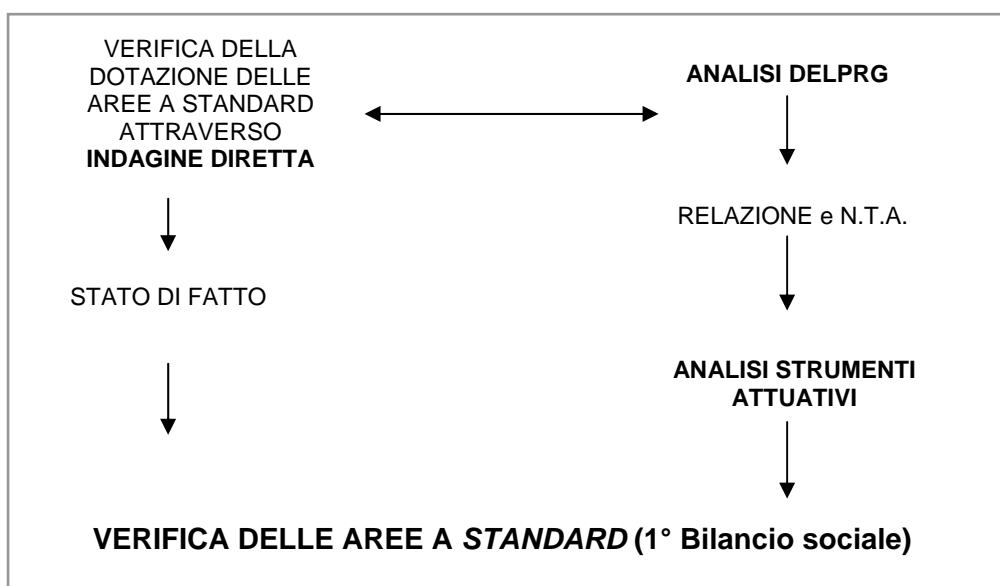 VERIFICA DELLA
DOTAZIONE DELLE
AREE A STANDARD
ATTRAVERSO
INDAGINE DIRETTA
STATO DI FATTO
ANALISI DELPRG
RELAZIONE e N.T.A.
ANALISI STRUMENTI
ATTUATIVI
VERIFICA DELLE AREE A STANDARD (1° Bilancio sociale)